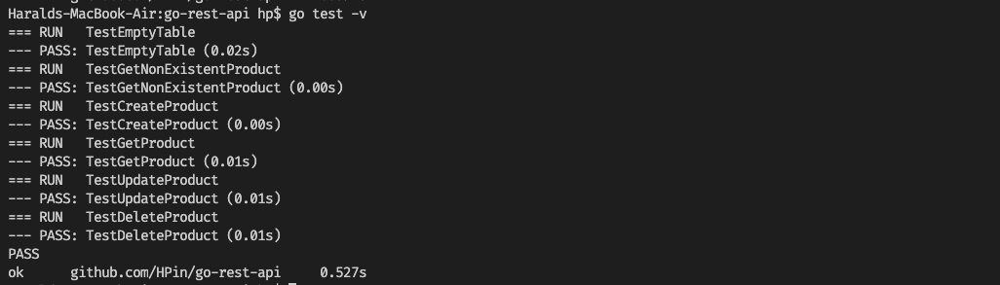 Haralds-MacBook-Air:go-rest-api hp$ go test -v
=== RUN   TestEmptyTable
--- PASS: TestEmptyTable (0.02s)
=== RUN   TestGetNonExistentProduct
--- PASS: TestGetNonExistentProduct (0.00s)
=== RUN   TestCreateProduct
--- PASS: TestCreateProduct (0.00s)
=== RUN   TestGetProduct
--- PASS: TestGetProduct (0.01s)
=== RUN   TestUpdateProduct
--- PASS: TestUpdateProduct (0.01s)
=== RUN   TestDeleteProduct
--- PASS: TestDeleteProduct (0.01s)
PASS
ok      github.com/HPin/go-rest-api     0.527s